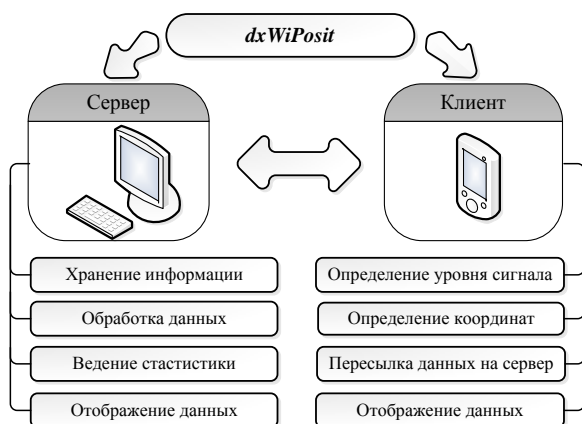 dxWiPosit
Сервер
Клиент
Хранение информации
Обработка данных
Ведение стастистики
Отображение данных
Определение уровня сигнала
Определение координат
Пересылка данных на сервер
Отображение данных